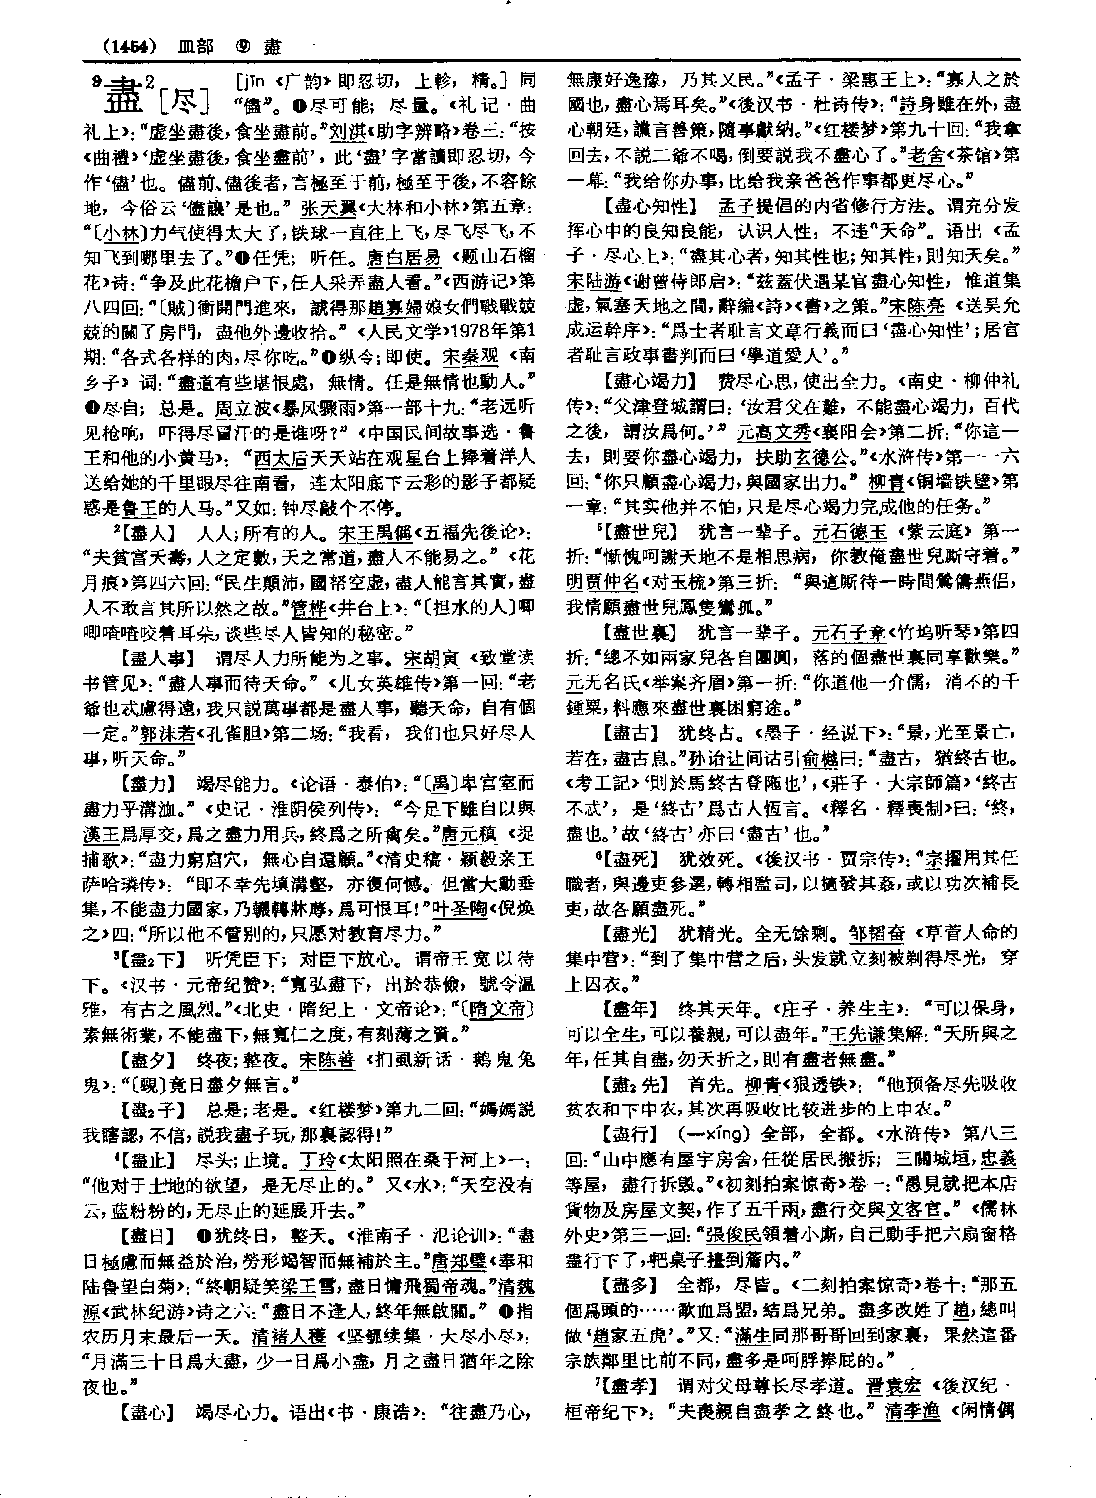 (1454) 皿部 ⑨ 盡
9 盡2［尽］ [jǐn《广韵》即忍切，上軫，精。] 同
“儘”。❶尽可能；尽量。《礼记·曲
礼上》：“虚坐盡後，食坐盡前。”刘淇《助字辨略》卷三：“按
《曲禮》‘虚坐盡後，食坐盡前’，此‘盡’字當讀即忍切，今
作‘儘’也。儘前、儘後者，言極至于前，極至于後，不容餘
地，今俗云‘儘讓’是也。”张天翼《大林和小林》第五章：
“〔小林〕力气使得太大了，铁球一直往上飞，尽飞尽飞，不
知飞到哪里去了。”❷任凭；听任。唐白居易《题山石榴
花》诗：“争及此花檐户下，任人采弄盡人看。”《西游记》第
八四回：“〔賊〕衝開門進來，諕得那趙寡婦娘女們戰戰兢
兢的關了房門，盡他外邊收拾。”《人民文学》1978年第1
期：“各式各样的肉，尽你吃。”❸纵令；即使。宋秦观《南
乡子》词：“盡道有些堪恨處，無情。任是無情也動人。”
❹尽自；总是。周立波《暴风骤雨》第一部十九：“老远听
见枪响，吓得尽冒汗的是谁呀？”《中国民间故事选·鲁
王和他的小黄马》：“西太后天天站在观星台上捧着洋人
送给她的千里眼尽往南看，连太阳底下云彩的影子都疑
惑是鲁王的人马。”又如：钟尽敲个不停。
2【盡人】 人人；所有的人。宋王禹偁《五福先後论》：
“夫貧富夭壽，人之定數，天之常道，盡人不能易之。”《花
月痕》第四六回：“民生顛沛，國帑空虚，盡人能言其實，盡
人不敢言其所以然之故。”管桦《井台上》：“〔担水的人〕唧
唧喳喳咬着耳朵，谈些尽人皆知的秘密。”
【盡人事】 谓尽人力所能为之事。宋胡寅《致堂读
书管见》：“盡人事而待天命。”《儿女英雄传》第一回：“老
爺也忒慮得遠，我只説萬事都是盡人事，聽天命，自有個
一定。”郭沫若《孔雀胆》第二场：“我看，我们也只好尽人
事，听天命。”
【盡力】 竭尽能力。《论语·泰伯》：“〔禹〕卑宫室而
盡力乎溝洫。”《史记·淮阴侯列传》：“今足下雖自以與
漢王爲厚交，爲之盡力用兵，終爲之所禽矣。”唐元稹《捉
捕歌》：“盡力窮窟穴，無心自還顧。”《清史稿·颖毅亲王
萨哈璘传》：“即不幸先填溝壑，亦復何憾。但當大勳垂
集，不能盡力國家，乃輾轉牀蓐，爲可恨耳！”叶圣陶《倪焕
之》四：“所以他不管别的，只愿对教育尽力。”
3【盡2下】 听凭臣下；对臣下放心。谓帝王宽以待
下。《汉书·元帝纪赞》：“寬弘盡下，出於恭儉，號令温
雅，有古之風烈。”《北史·隋纪上·文帝论》：“〔隋文帝〕
素無術業，不能盡下，無寬仁之度，有刻薄之資。”
【盡夕】 终夜；整夜。宋陈善《扪虱新话·鹅鬼兔
鬼》：“〔覡〕竟日盡夕無言。”
【盡2子】 总是；老是。《红楼梦》第九二回：“媽媽説
我瞎認，不信，説我盡子玩，那裏認得！”
4【盡止】 尽头；止境。丁玲《太阳照在桑干河上》一：
“他对于土地的欲望，是无尽止的。”又《水》：“天空没有
云，蓝粉粉的，无尽止的延展开去。”
【盡日】 ❶犹终日，整天。《淮南子·氾论训》：“盡
日極慮而無益於治，勞形竭智而無補於主。”唐郑璧《奉和
陆鲁望白菊》：“終朝疑笑梁王雪，盡日慵飛蜀帝魂。”清魏
源《武林纪游》诗之六：“盡日不逢人，終年無啟關。”❷指
农历月末最后一天。清褚人穫《坚瓠续集·大尽小尽》：
“月滿三十日爲大盡，少一日爲小盡，月之盡日猶年之除
夜也。”
【盡心】 竭尽心力。语出《书·康诰》：“往盡乃心，
無康好逸豫，乃其乂民。”《孟子·梁惠王上》：“寡人之於
國也，盡心焉耳矣。”《後汉书·杜诗传》：“詩身雖在外，盡
心朝廷，讜言善策，隨事獻納。”《红楼梦》第九十回：“我拿
回去，不説二爺不喝，倒要説我不盡心了。”老舍《茶馆》第
一幕：“我给你办事，比给我亲爸爸作事都更尽心。”
【盡心知性】 孟子提倡的内省修行方法。谓充分发
挥心中的良知良能，认识人性，不违“天命”。语出《孟
子·尽心上》：“盡其心者，知其性也；知其性，則知天矣。”
宋陆游《谢曾侍郎启》：“兹蓋伏遇某官盡心知性，惟道集
虚，氣塞天地之間，辭編《詩》《書》之策。”宋陈亮《送吴允
成运幹序》：“爲士者耻言文章行義而曰‘盡心知性’；居官
者耻言政事書判而曰‘學道愛人’。”
【盡心竭力】 费尽心思，使出全力。《南史·柳仲礼
传》：“父津登城謂曰：‘汝君父在難，不能盡心竭力，百代
之後，謂汝爲何。’”元高文秀《襄阳会》第二折：“你這一
去，則要你盡心竭力，扶助玄德公。”《水浒传》第一一六
回：“你只顧盡心竭力，與國家出力。”柳青《铜墙铁壁》第
一章：“其实他并不怕，只是尽心竭力完成他的任务。”
5【盡世兒】 犹言一辈子。元石德玉《紫云庭》第一
折：“慚愧呵謝天地不是相思病，你教俺盡世兒厮守着。”
明贾仲名《对玉梳》第三折：“與這厮待一時間鴛儔燕侣，
我情願盡世兒鳳隻鸞孤。”
【盡世裏】 犹言一辈子。元石子章《竹坞听琴》第四
折：“總不如兩家兒各自團圓，落的個盡世裏同享歡樂。”
元无名氏《举案齐眉》第一折：“你道他一介儒，消不的千
鍾粟，料應來盡世裏困窮途。”
【盡古】 犹终占。《墨子·经说下》：“景，光至景亡，
若在，盡古息。”孙诒让间诂引俞樾曰：“盡古，猶終古也。
《考工記》‘則於馬終古登阤也’，《莊子·大宗師篇》‘終古
不忒’，是‘終古’爲古人恆言。《釋名·釋喪制》曰：‘終，
盡也。’故‘終古’亦曰‘盡古’也。”
6【盡死】 犹效死。《後汉书·贾宗传》：“宗擢用其任
職者，與邊吏參選，轉相監司，以擿發其姦，或以功次補長
吏，故各願盡死。”
【盡光】 犹精光。全无馀剩。邹韬奋《草菅人命的
集中营》：“到了集中营之后，头发就立刻被剃得尽光，穿
上囚衣。”
【盡年】 终其天年。《庄子·养生主》：“可以保身，
可以全生，可以養親，可以盡年。”王先谦集解：“天所與之
年，任其自盡，勿夭折之，則有盡者無盡。”
【盡2先】 首先。柳青《狠透铁》：“他预备尽先吸收
贫农和下中农，其次再吸收比较进步的上中农。”
【盡行】 （一xíng）全部，全都。《水浒传》第八三
回：“山中應有屋宇房舍，任從居民搬拆；三關城垣，忠義
等屋，盡行拆毁。”《初刻拍案惊奇》卷一：“愚見就把本店
貨物及房屋文契，作了五千兩，盡行交與文客官。”《儒林
外史》第三一回：“張俊民領着小厮，自己動手把六扇窗格
盡行下了，把桌子擡到簷内。”
【盡多】 全都，尽皆。《二刻拍案惊奇》卷十：“那五
個爲頭的……歃血爲盟，結爲兄弟。盡多改姓了趙，總叫
做‘趙家五虎’。”又：“滿生同那哥哥回到家裏，果然這番
宗族鄰里比前不同，盡多是呵脬捧屁的。”
7【盡孝】 谓对父母尊长尽孝道。晋袁宏《後汉纪·
桓帝纪下》：“夫喪親自盡孝之終也。”清李渔《闲情偶